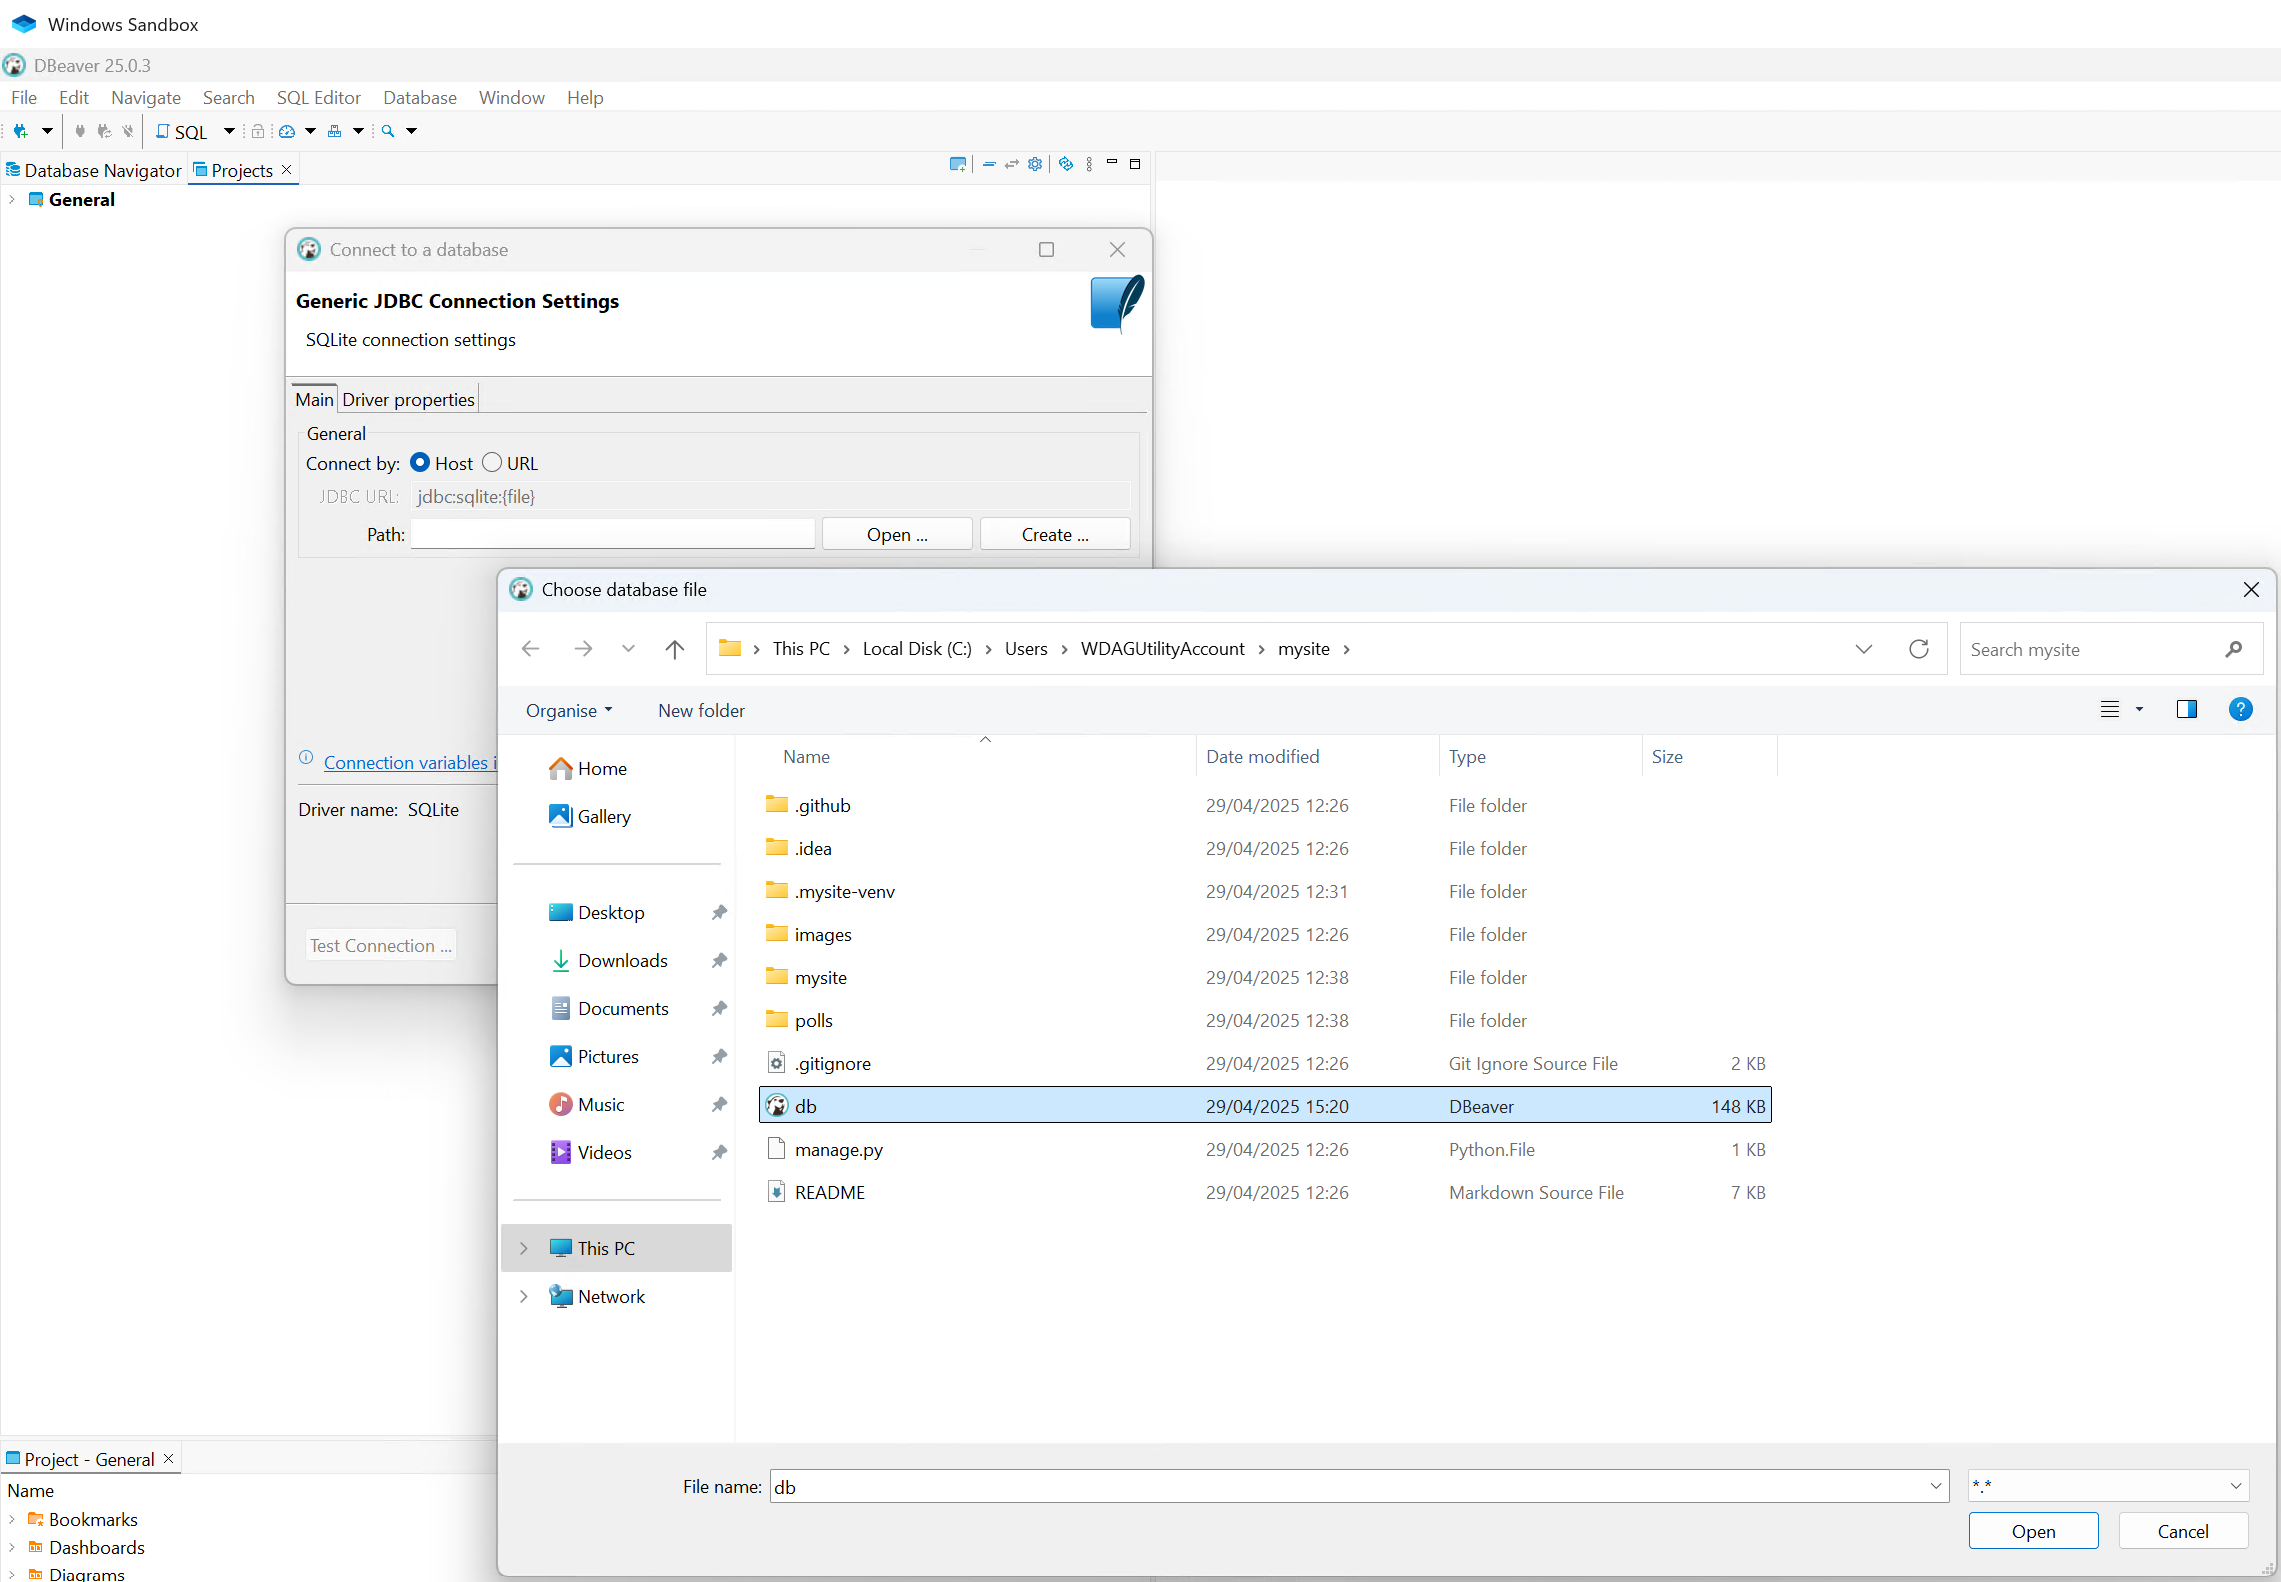 Windows Sandbox
DBeaver 25.0.3
File Edit Navigate Search SQL Editor Database Window Help
SQL
Database Navigator Projects
General
Connect to a database
Generic JDBC Connection Settings
SQLite connection settings
Main Driver properties
General
Connect by: Host URL
JDBC URL: jdbc:sqlite:{file}
Path: Open ... Create ...
Connection variables i
Driver name: SQLite
Test Connection ...
Choose database file
This PC Local Disk (C:) Users WDAGUtilityAccount mysite
Search mysite
Organise New folder
Home
Gallery
Desktop
Downloads
Documents
Pictures
Music
Videos
This PC
Network
Name Date modified Type Size
.github 29/04/2025 12:26 File folder
.idea 29/04/2025 12:26 File folder
.mysite-venv 29/04/2025 12:31 File folder
images 29/04/2025 12:26 File folder
mysite 29/04/2025 12:38 File folder
polls 29/04/2025 12:38 File folder
.gitignore 29/04/2025 12:26 Git Ignore Source File 2 KB
db 29/04/2025 15:20 DBeaver 148 KB
manage.py 29/04/2025 12:26 Python.File 1 KB
README 29/04/2025 12:26 Markdown Source File 7 KB
File name: db *.*
Open Cancel
Project - General
Name
Bookmarks
Dashboards
Diagrams